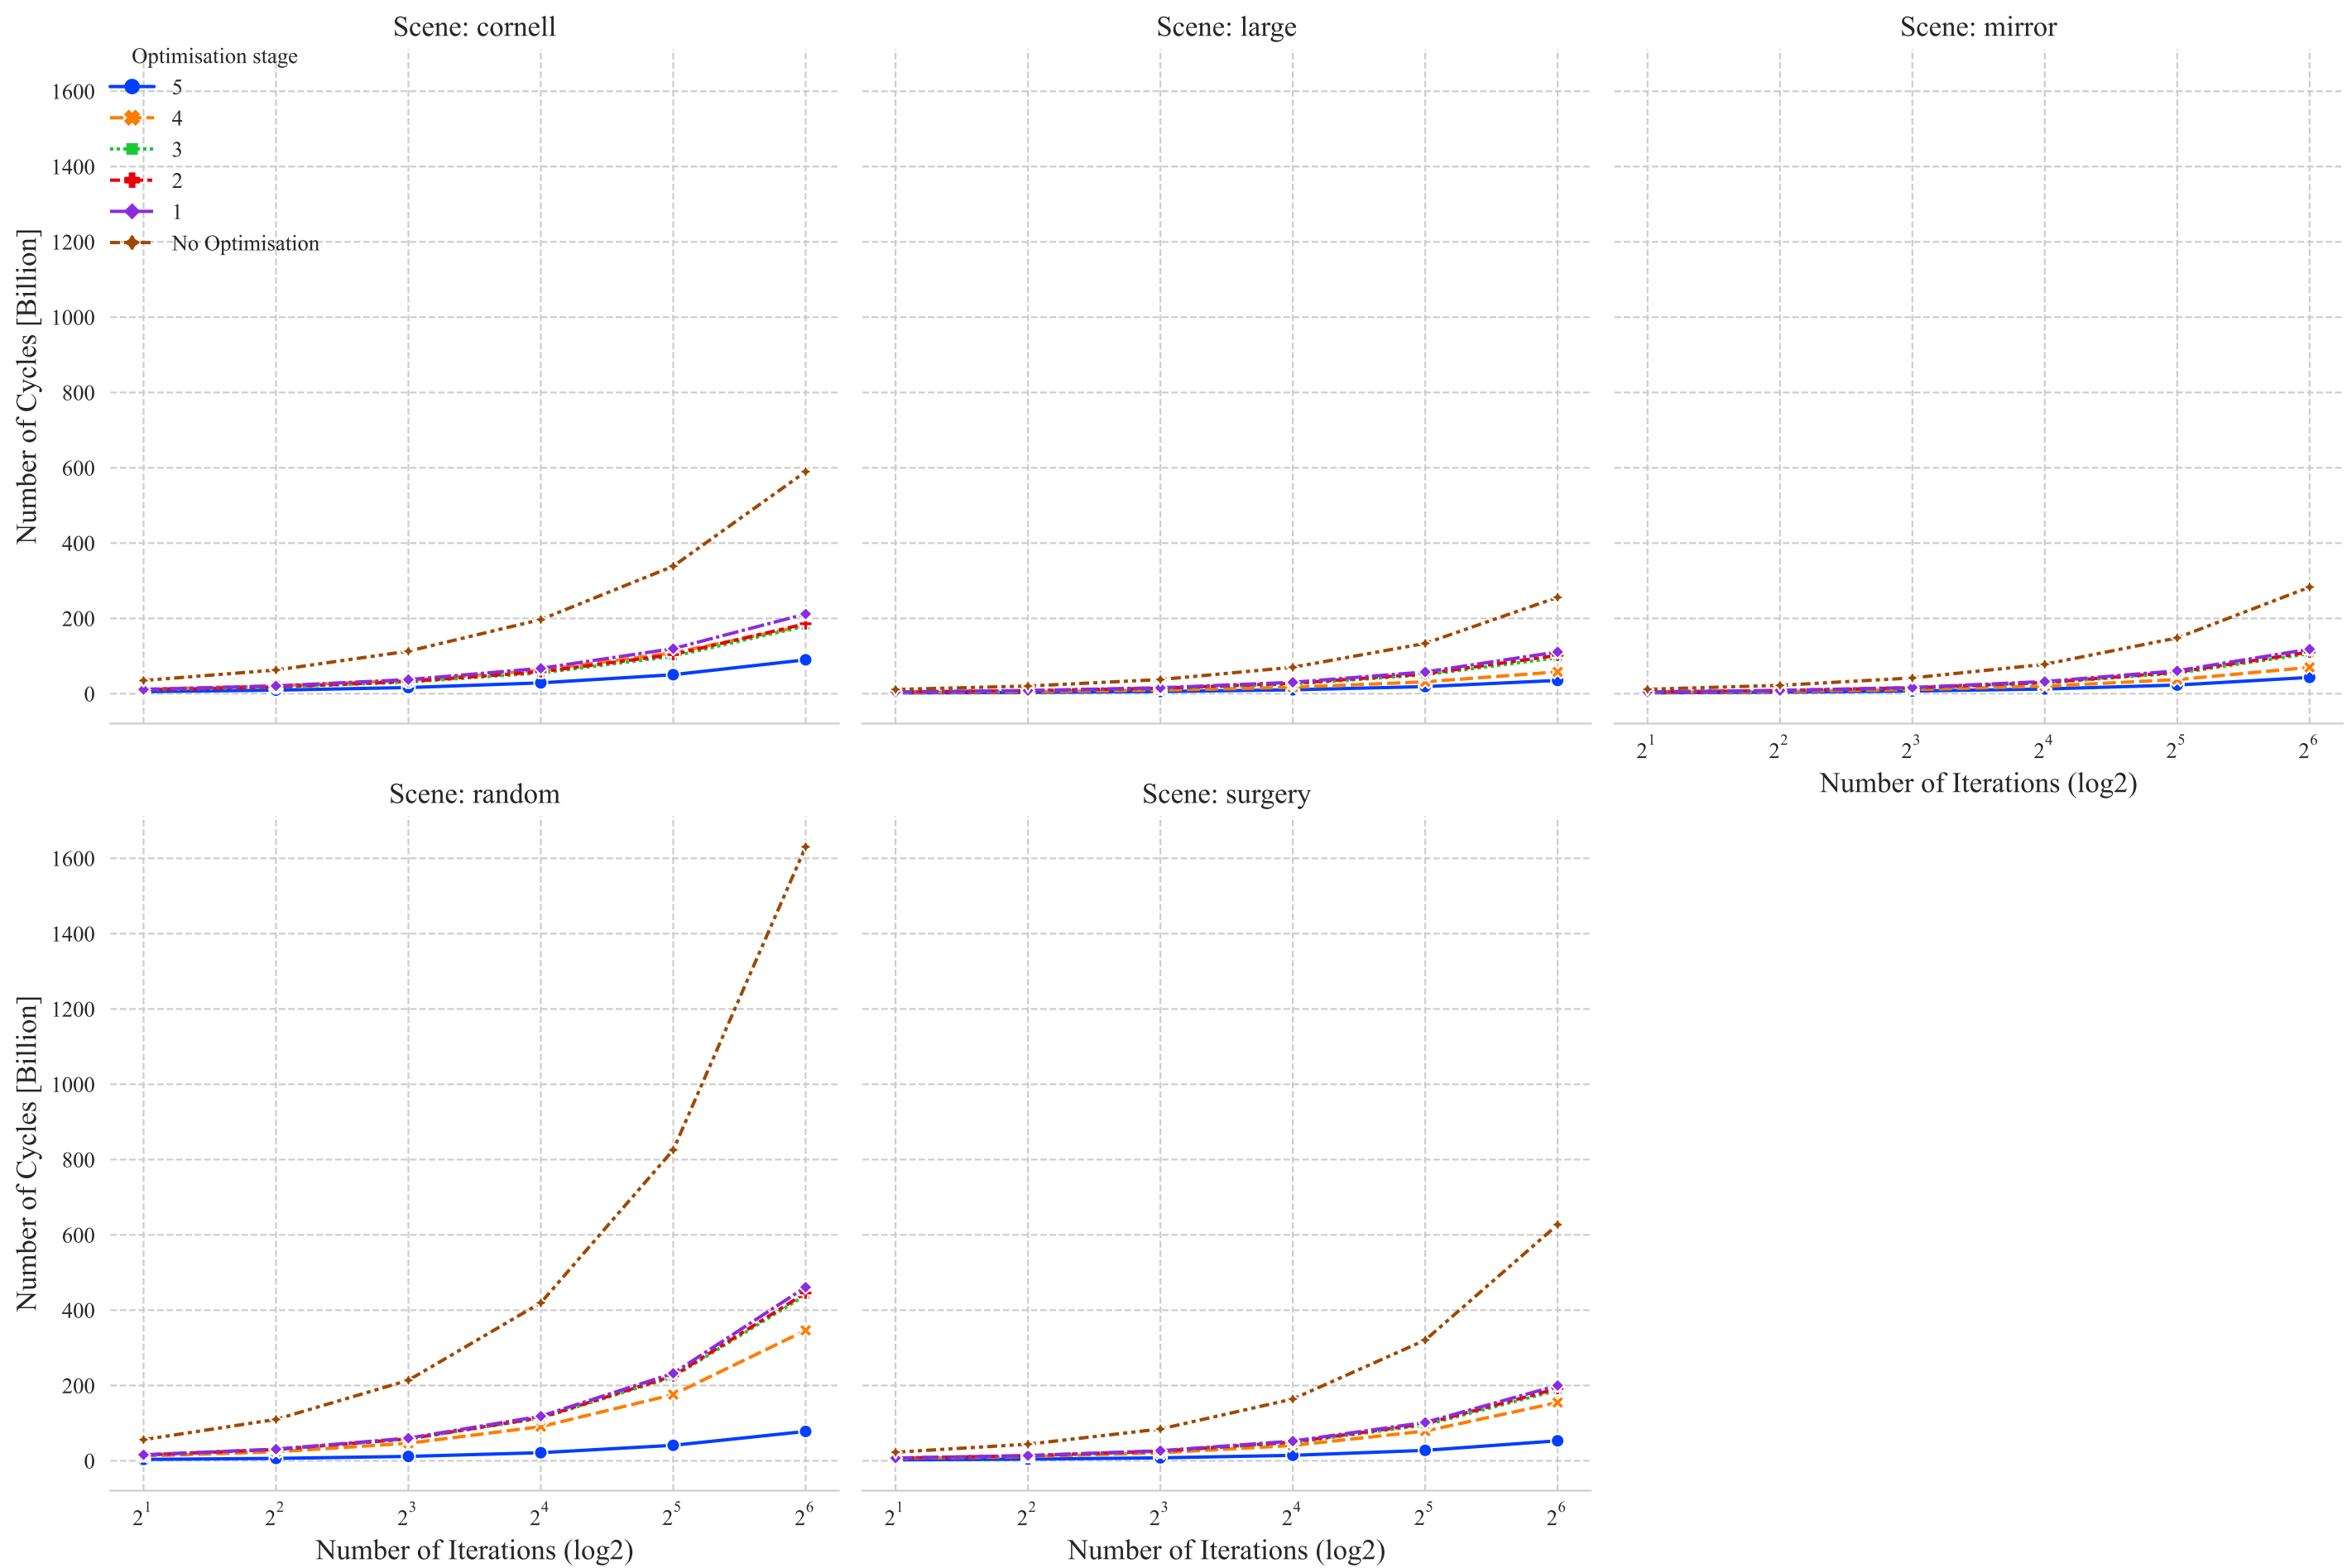 Scene: cornell
Scene: large
Scene: mirror
Optimisation stage
5
4
3
2
1
No Optimisation
Number of Cycles [Billion]
1600
1400
1200
1000
800
600
400
200
0
2^1 2^2 2^3 2^4 2^5 2^6
Number of Iterations (log2)
Scene: random
Scene: surgery
Number of Cycles [Billion]
1600
1400
1200
1000
800
600
400
200
0
2^1 2^2 2^3 2^4 2^5 2^6
Number of Iterations (log2)
2^1 2^2 2^3 2^4 2^5 2^6
Number of Iterations (log2)